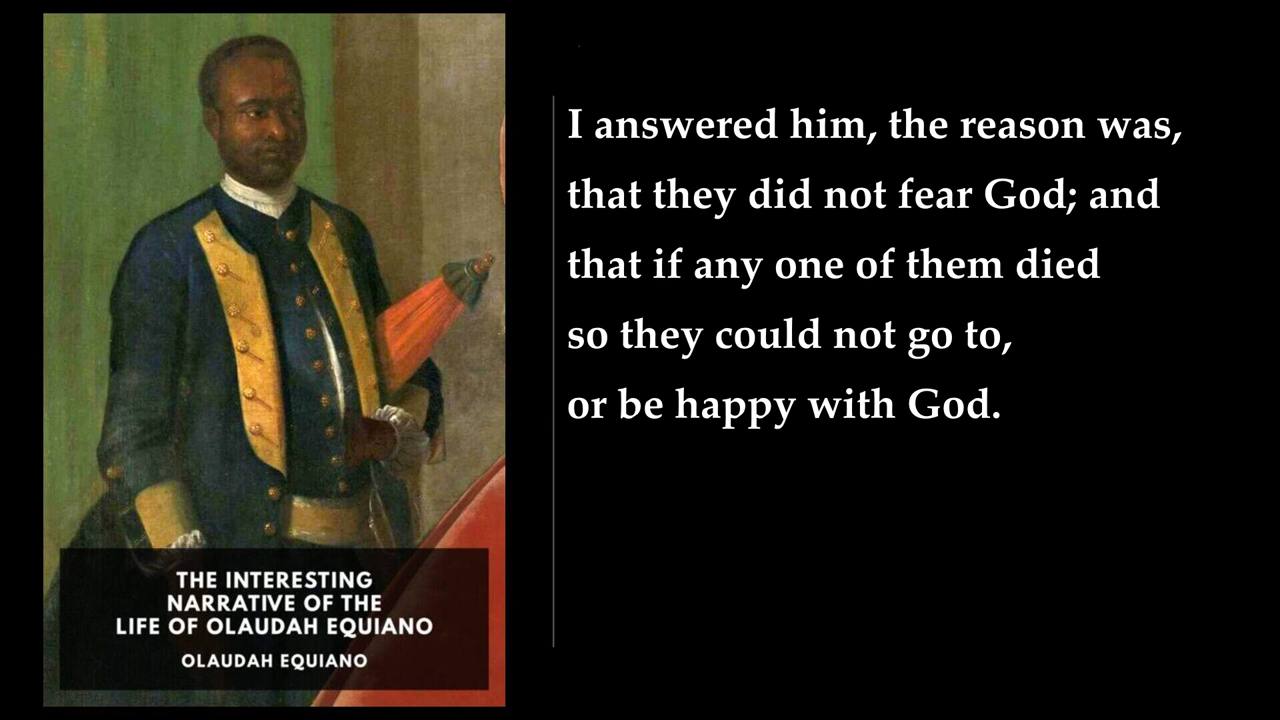 THE INTERESTING
NARRATIVE OF THE
LIFE OF OLAUDAH EQUIANO
OLAUDAH EQUIANO
I answered him, the reason was,
that they did not fear God; and
that if any one of them died
so they could not go to,
or be happy with God.